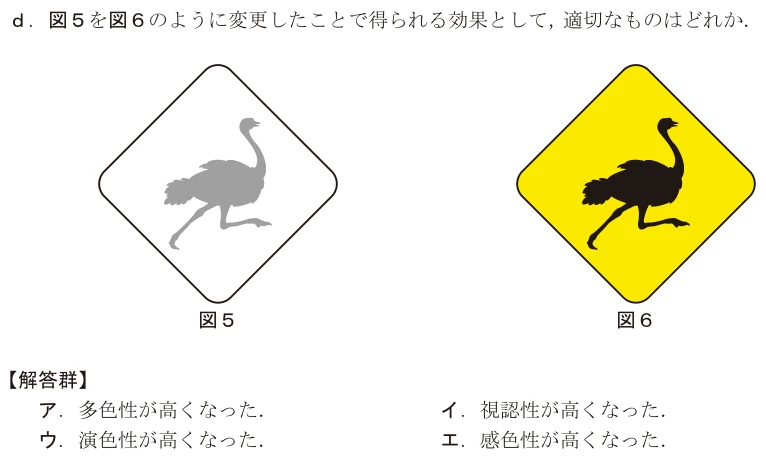 d．図５を図６のように変更したことで得られる効果として，適切なものはどれか．
図５
図６
【解答群】
ア．多色性が高くなった．
イ．視認性が高くなった．
ウ．演色性が高くなった．
エ．感色性が高くなった．